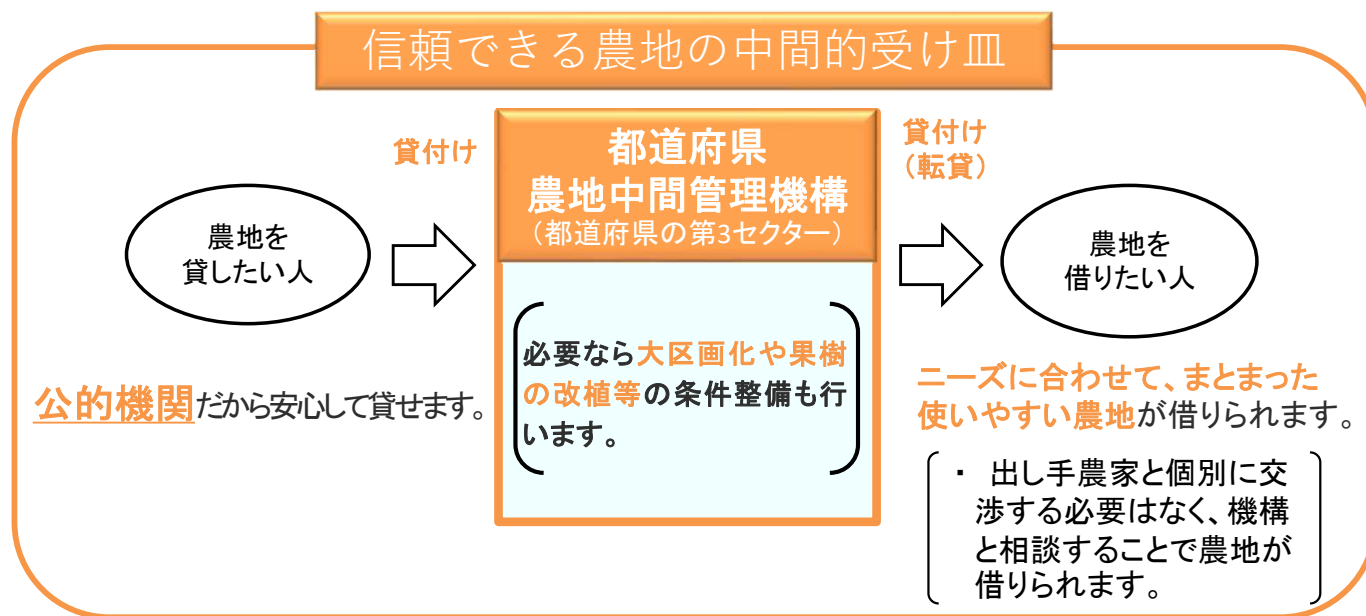 信頼できる農地の中間的受け皿
貸付け
都道府県
農地中間管理機構
（都道府県の第3セクター）
貸付け
（転貸）
農地を
貸したい人
農地を
借りたい人
公的機関だから安心して貸せます。
必要なら大区画化や果樹
の改植等の条件整備も行
います。
ニーズに合わせて、まとまった
使いやすい農地が借りられます。
・ 出し手農家と個別に交
渉する必要はなく、機構
と相談することで農地が
借りられます。